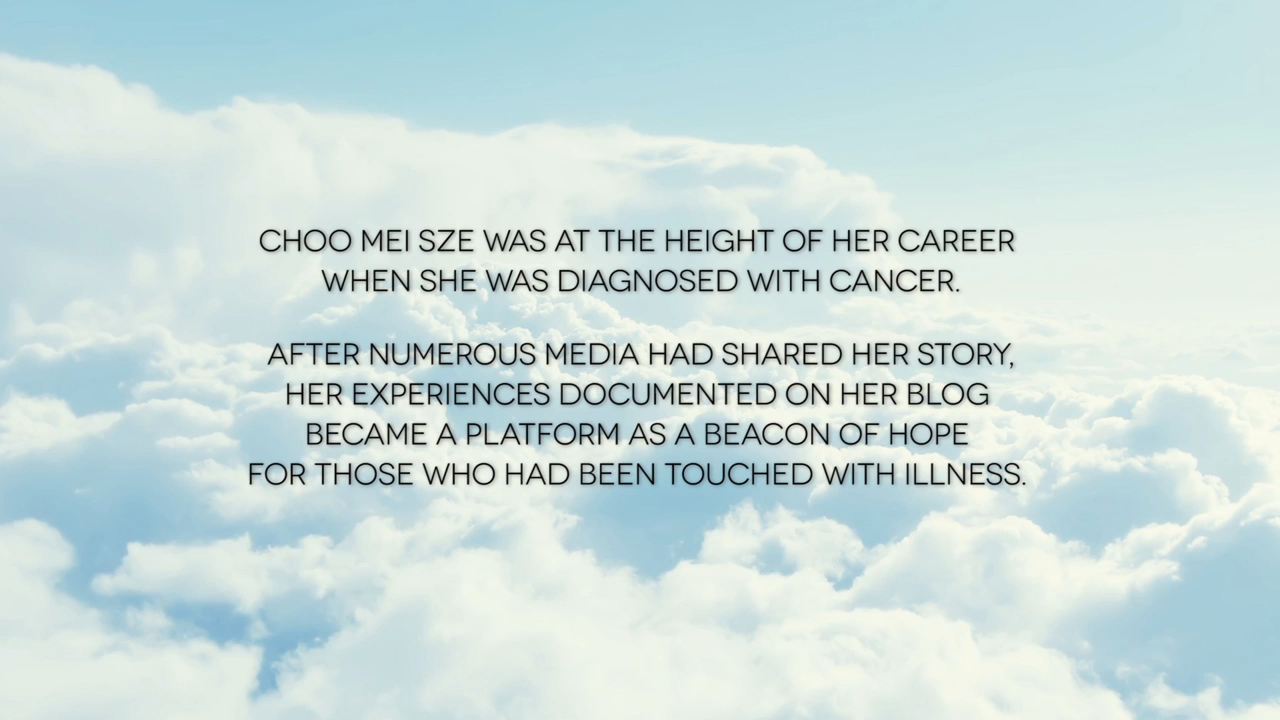 CHOO MEI SZE WAS AT THE HEIGHT OF HER CAREER
WHEN SHE WAS DIAGNOSED WITH CANCER.
AFTER NUMEROUS MEDIA HAD SHARED HER STORY,
HER EXPERIENCES DOCUMENTED ON HER BLOG
BECAME A PLATFORM AS A BEACON OF HOPE
FOR THOSE WHO HAD BEEN TOUCHED WITH ILLNESS.